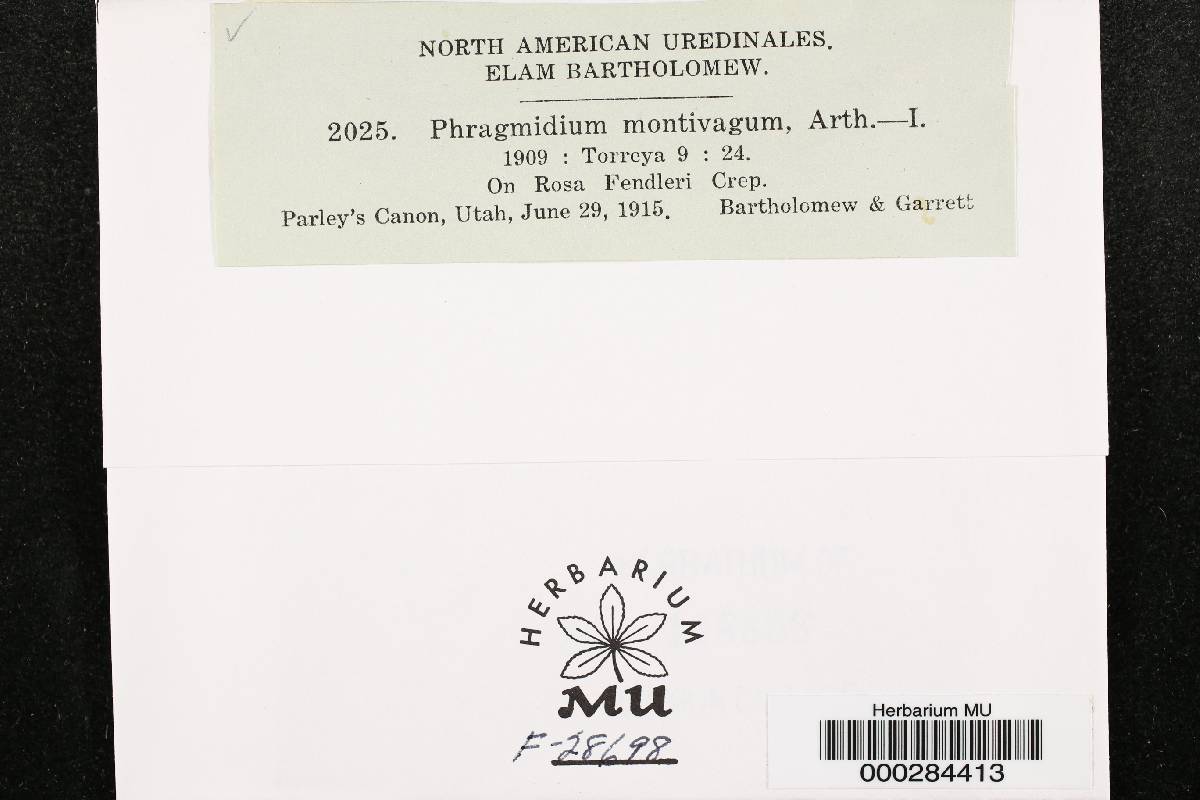 NORTH AMERICAN UREDINALES.
ELAM BARTHOLOMEW.
2025. Phragmidium montivagum, Arth.—I.
1909 : Torreya 9 : 24.
On Rosa Fendleri Crep.
Parley's Canon, Utah, June 29, 1915. Bartholomew & Garrett
HERBARIUM
MU
F-28698
Herbarium MU
000284413